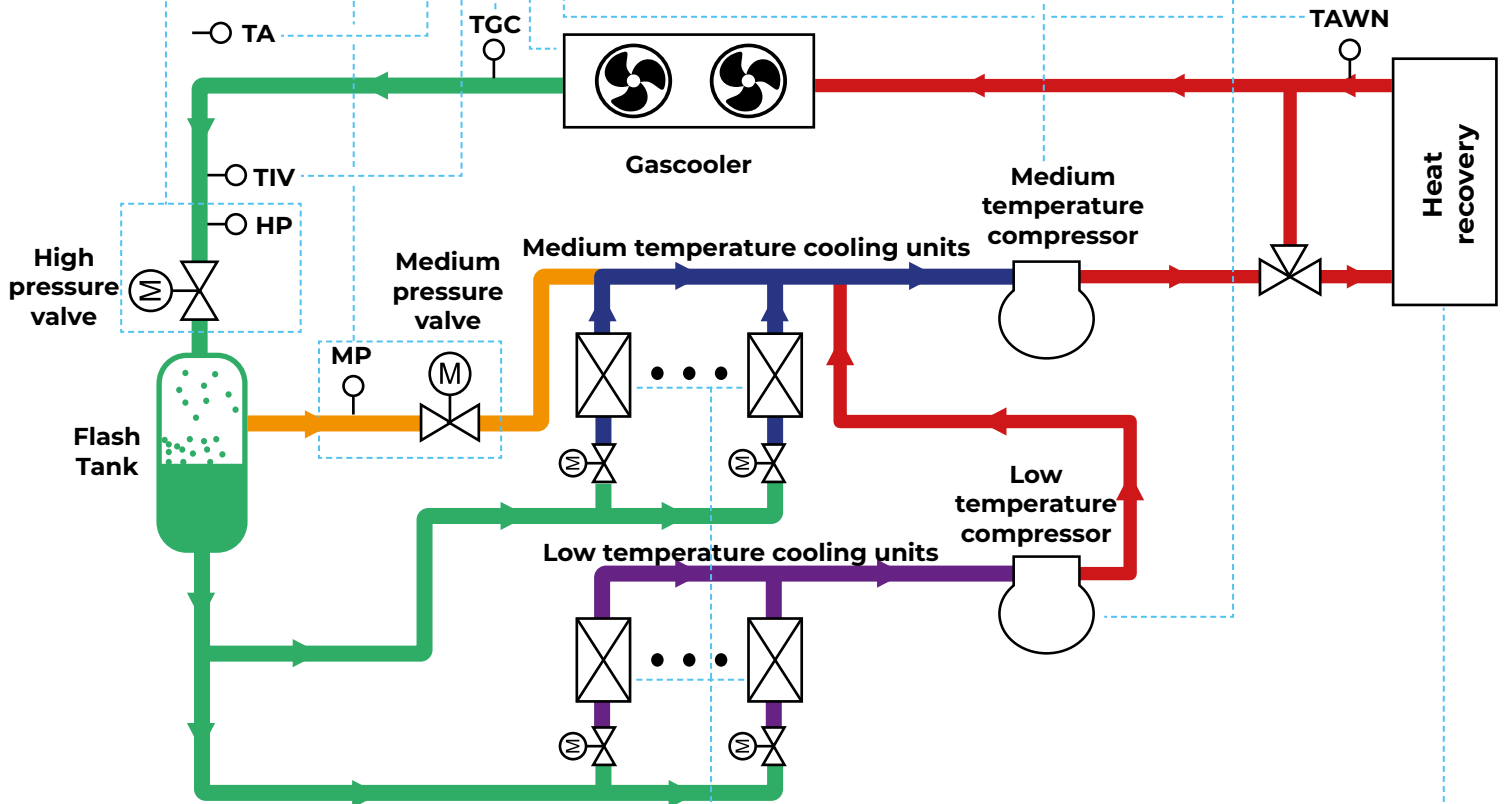 TA
TGC
TAWN
TIV
HP
Gascooler
Heat
recovery
Medium
temperature
compressor
Medium temperature cooling units
High
pressure
valve
M
Medium
pressure
valve
MP
M
Flash
Tank
M
M
Low
temperature
compressor
Low temperature cooling units
M
M